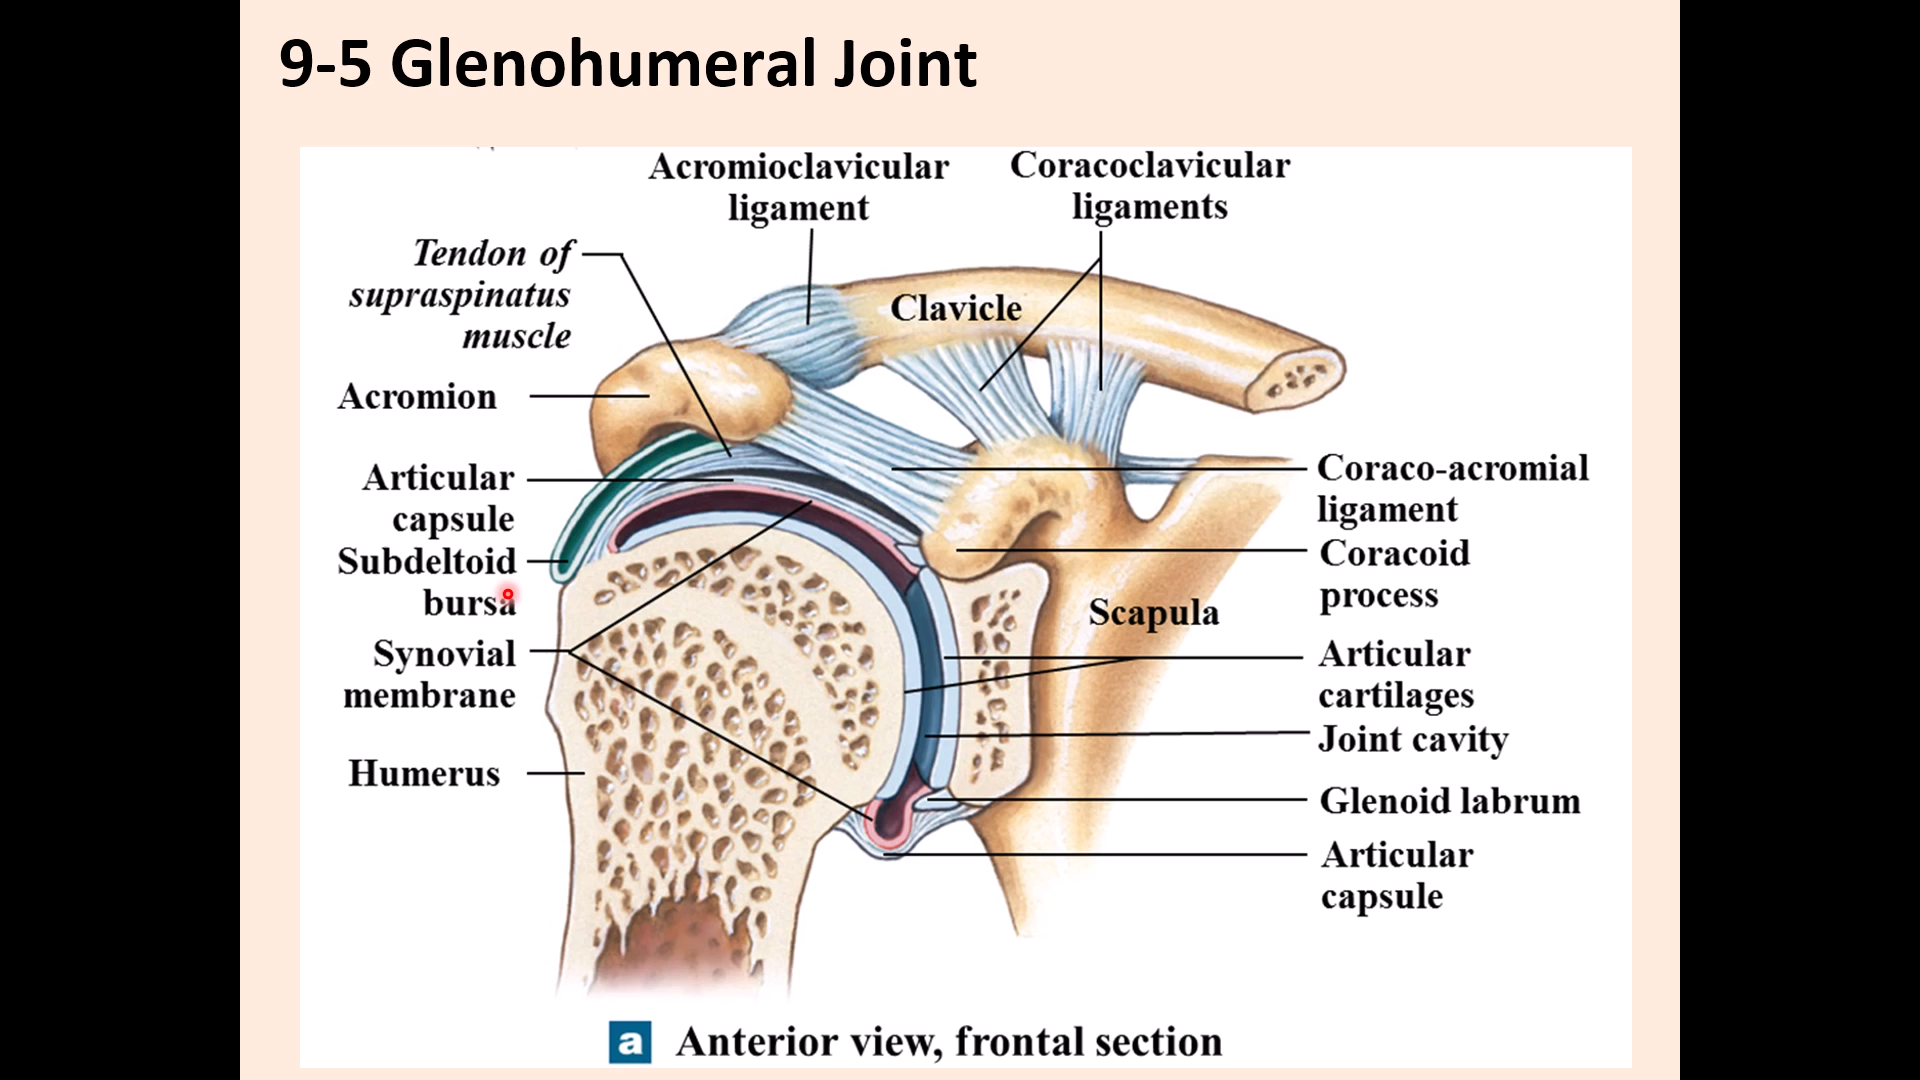 9-5 Glenohumeral Joint
Acromioclavicular
ligament
Coracoclavicular
ligaments
Tendon of
supraspinatus
muscle
Clavicle
Acromion
Articular
capsule
Subdeltoid
bursa
Synovial
membrane
Humerus
Coraco-acromial
ligament
Coracoid
process
Scapula
Articular
cartilages
Joint cavity
Glenoid labrum
Articular
capsule
a Anterior view, frontal section